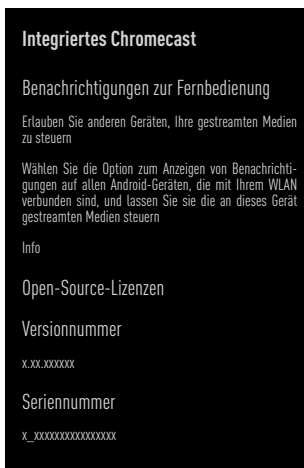 Integriertes Chromecast
Benachrichtigungen zur Fernbedienung
Erlauben Sie anderen Geräten, Ihre gestreamten Medien
zu steuern
Wählen Sie die Option zum Anzeigen von Benachrichti-
gungen auf allen Android-Geräten, die mit Ihrem WLAN
verbunden sind, und lassen Sie sie die an dieses Gerät
gestreamten Medien steuern
Info
Open-Source-Lizenzen
Versionnummer
x.xx.xxxxxx
Seriennummer
x_xxxxxxxxxxxxxxxx